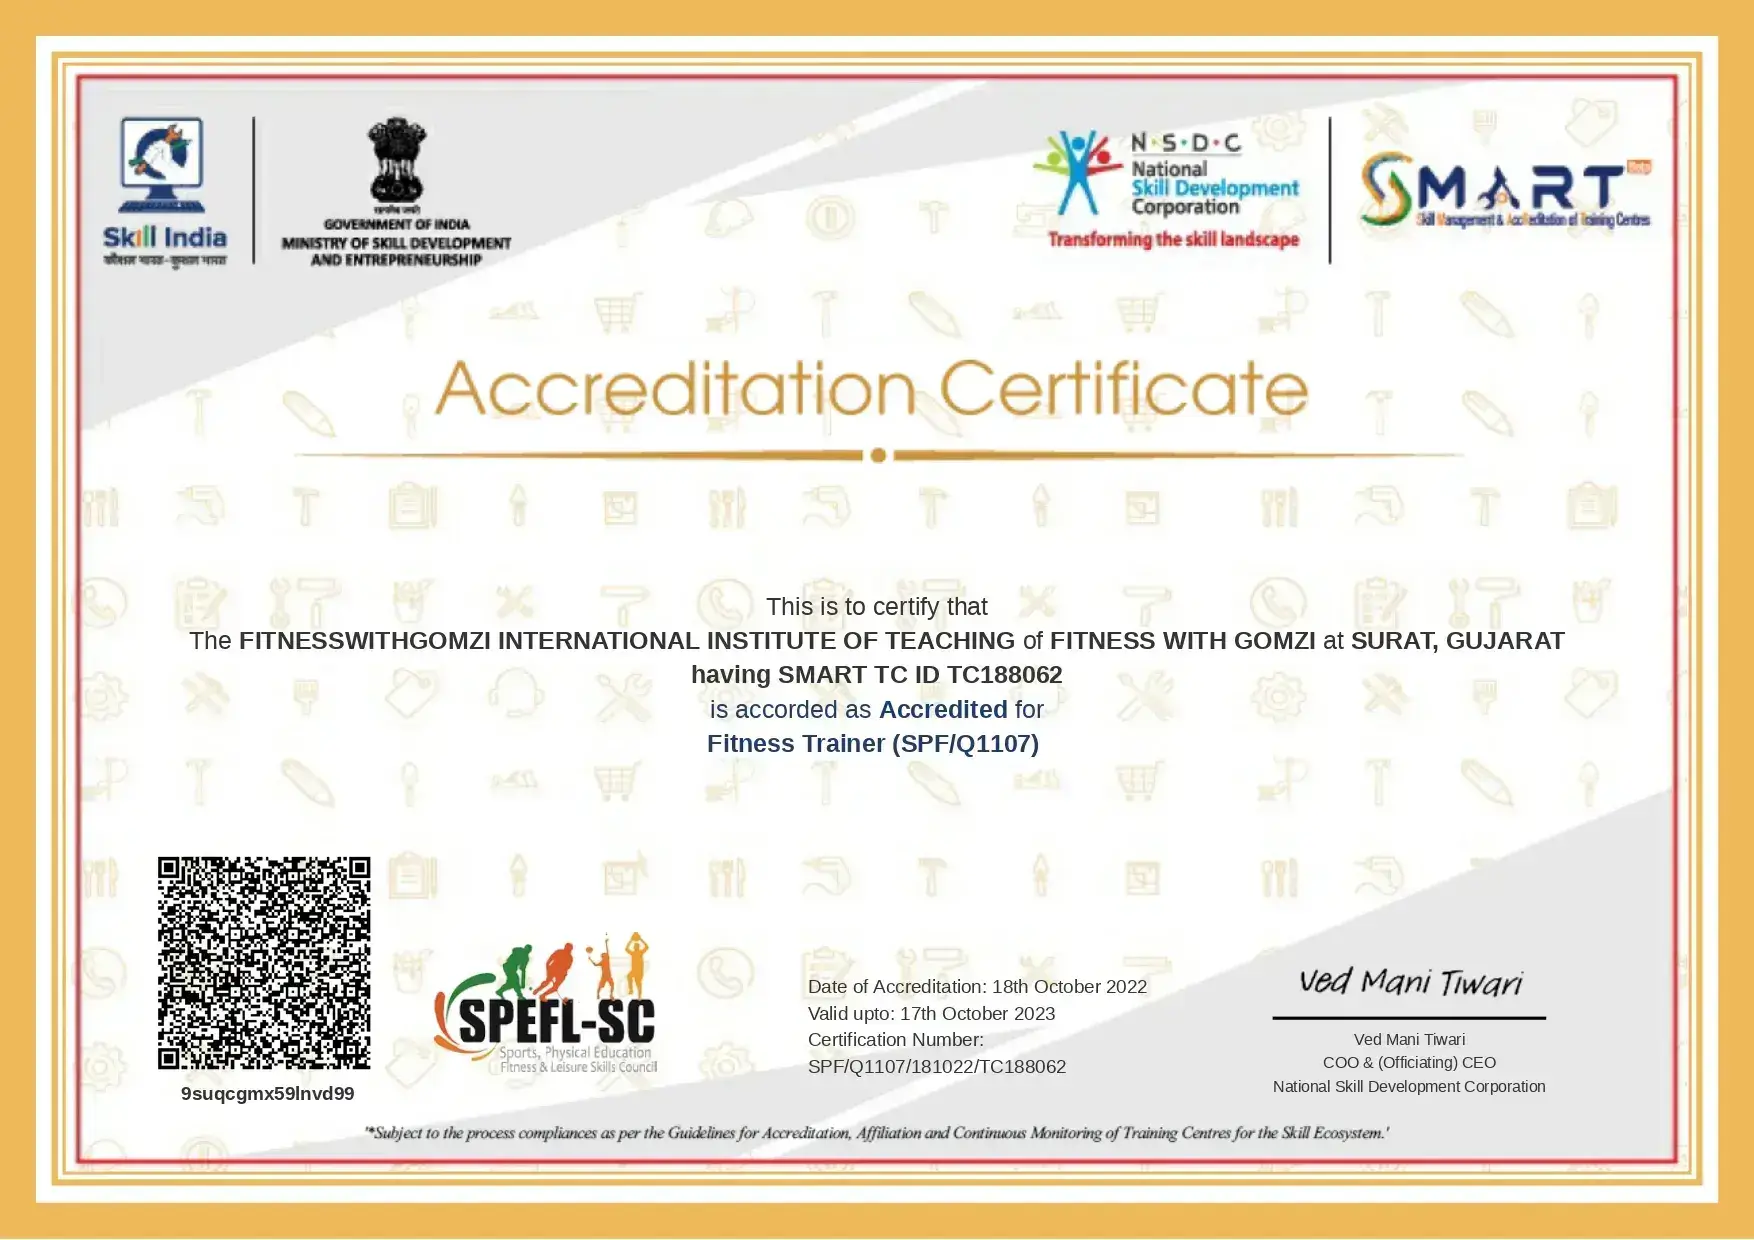 Skill India
कौशल भारत-कुशल भारत
GOVERNMENT OF INDIA
MINISTRY OF SKILL DEVELOPMENT
AND ENTREPRENEURSHIP
N·S·D·C
National
Skill Development
Corporation
Transforming the skill landscape
SMART
Skill Management & Accreditation of Training Centres
Accreditation Certificate
This is to certify that
The FITNESSWITHGOMZI INTERNATIONAL INSTITUTE OF TEACHING of FITNESS WITH GOMZI at SURAT, GUJARAT
having SMART TC ID TC188062
is accorded as Accredited for
Fitness Trainer (SPF/Q1107)
9suqcgmx59lnvd99
SPEFL-SC
Sports, Physical Education
Fitness & Leisure Skills Council
Date of Accreditation: 18th October 2022
Valid upto: 17th October 2023
Certification Number:
SPF/Q1107/181022/TC188062
Ved Mani Tiwari
Ved Mani Tiwari
COO & (Officiating) CEO
National Skill Development Corporation
'*Subject to the process compliances as per the Guidelines for Accreditation, Affiliation and Continuous Monitoring of Training Centres for the Skill Ecosystem.'